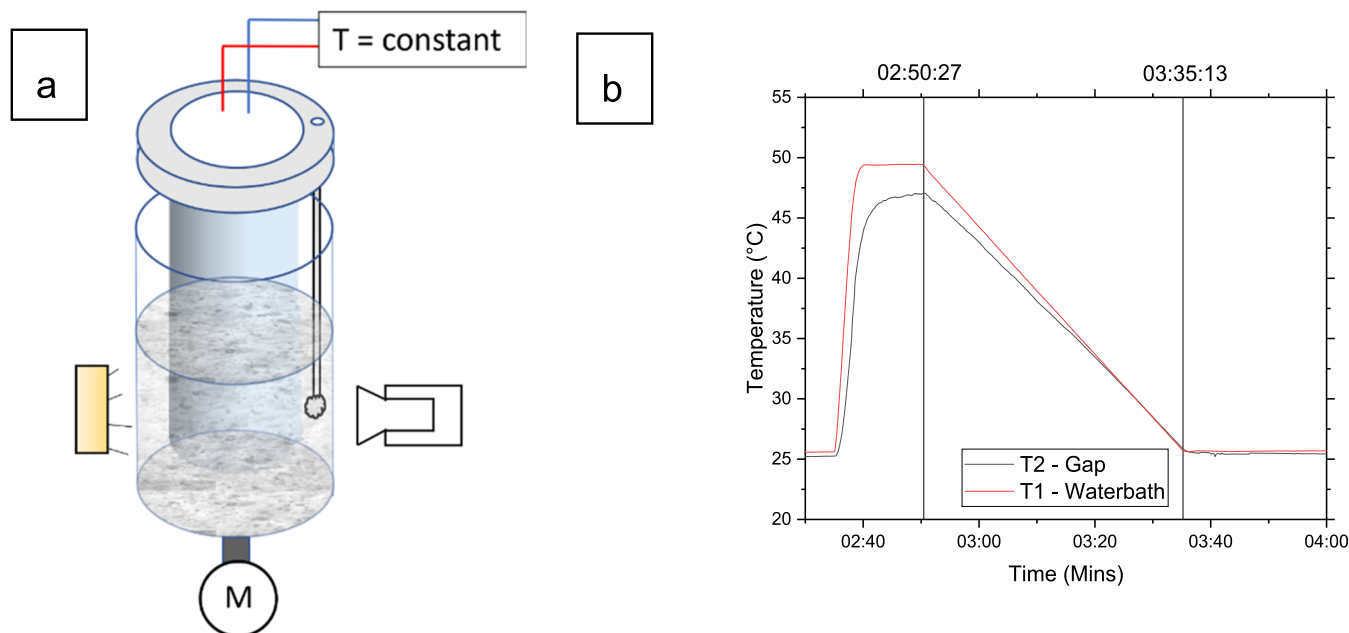 a
T = constant
M
b
02:50:27
03:35:13
55
50
45
40
35
30
25
20
Temperature (°C)
T2 - Gap
T1 - Waterbath
02:40
03:00
03:20
03:40
04:00
Time (Mins)